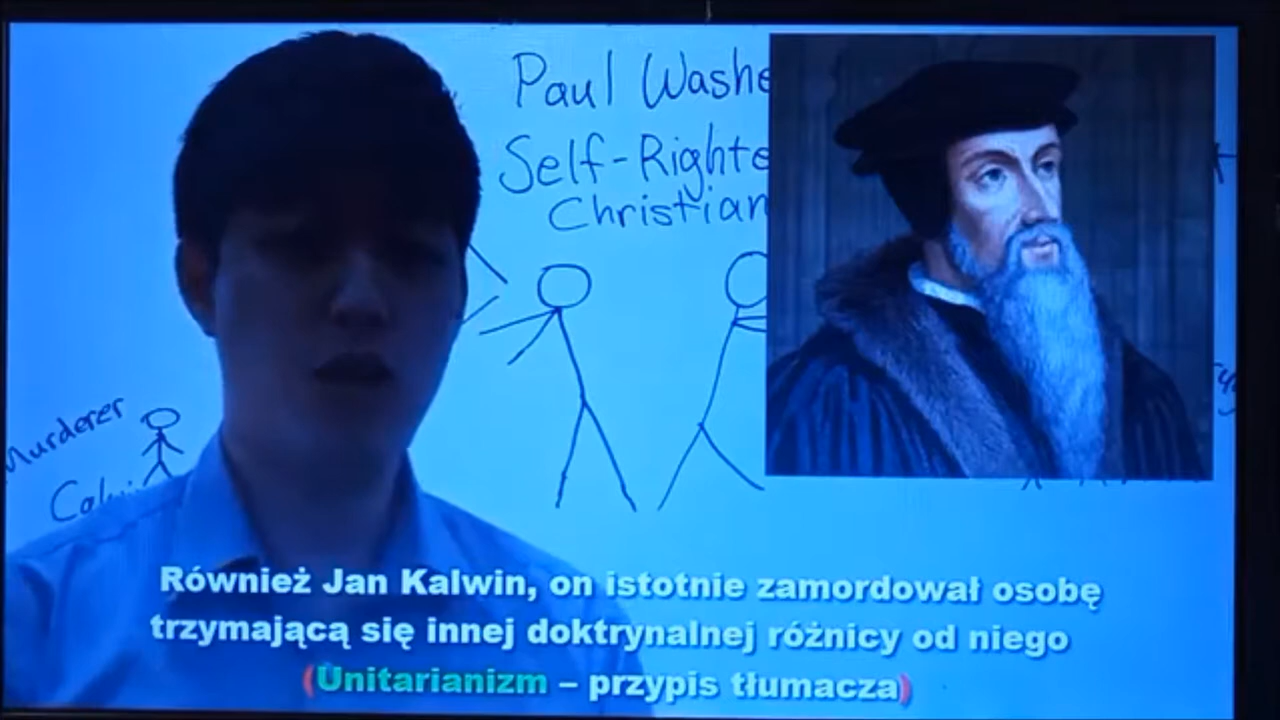 Paul Washe
Self-Righte
Christian
Murderer
Calvi
Również Jan Kalwin, on istotnie zamordował osobę
trzymającą się innej doktrynalnej różnicy od niego
(Unitarianizm – przypis tłumacza)